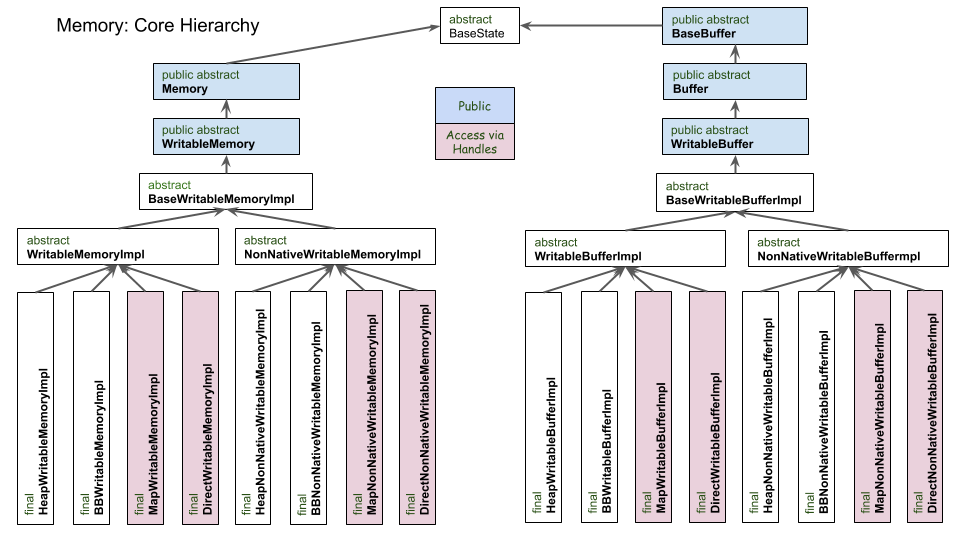 Memory: Core Hierarchy
abstract
BaseState
public abstract
BaseBuffer
public abstract
Memory
public abstract
Buffer
Public
Access via
Handles
public abstract
WritableMemory
public abstract
WritableBuffer
abstract
BaseWritableMemoryImpl
abstract
BaseWritableBufferImpl
abstract
WritableMemoryImpl
abstract
NonNativeWritableMemoryImpl
abstract
WritableBufferImpl
abstract
NonNativeWritableBuffermpl
final
HeapWritableMemoryImpl
final
BBWritableMemoryImpl
final
MapWritableMemoryImpl
final
DirectWritableMemoryImpl
final
HeapNonNativeWritableMemoryImpl
final
BBNonNativeWritableMemoryImpl
final
MapNonNativeWritableMemoryImpl
final
DirectNonNativeWritableMemoryImpl
final
HeapWritableBufferImpl
final
BBWritableBufferImpl
final
MapWritableBufferImpl
final
DirectWritableBufferImpl
final
HeapNonNativeWritableBufferImpl
final
BBNonNativeWritableBufferImpl
final
MapNonNativeWritableBufferImpl
final
DirectNonNativeWritableBufferImpl